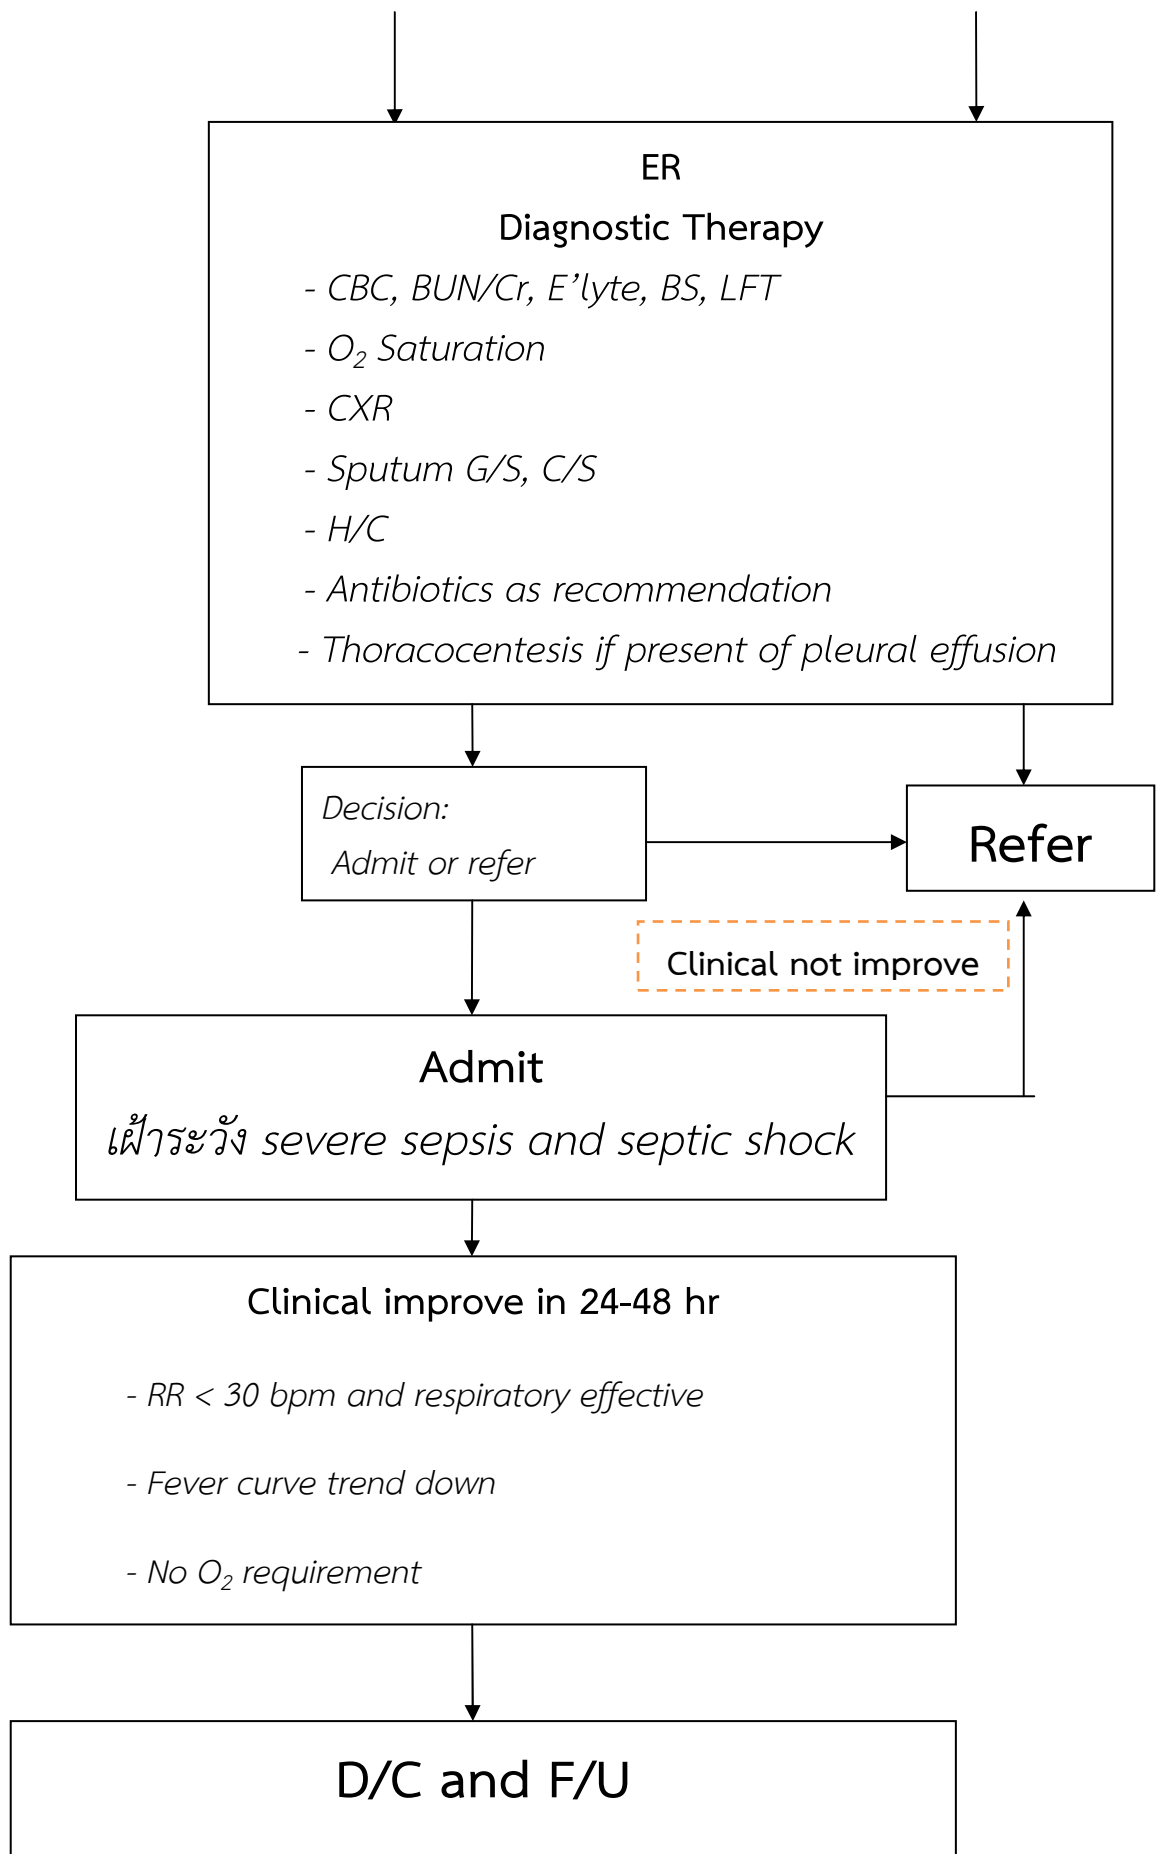 ER
Diagnostic Therapy
- CBC, BUN/Cr, E’lyte, BS, LFT
- O₂ Saturation
- CXR
- Sputum G/S, C/S
- H/C
- Antibiotics as recommendation
- Thoracocentesis if present of pleural effusion
Decision:
Admit or refer
Refer
Clinical not improve
Admit
เฝ้าระวัง severe sepsis and septic shock
Clinical improve in 24-48 hr
- RR < 30 bpm and respiratory effective
- Fever curve trend down
- No O₂ requirement
D/C and F/U